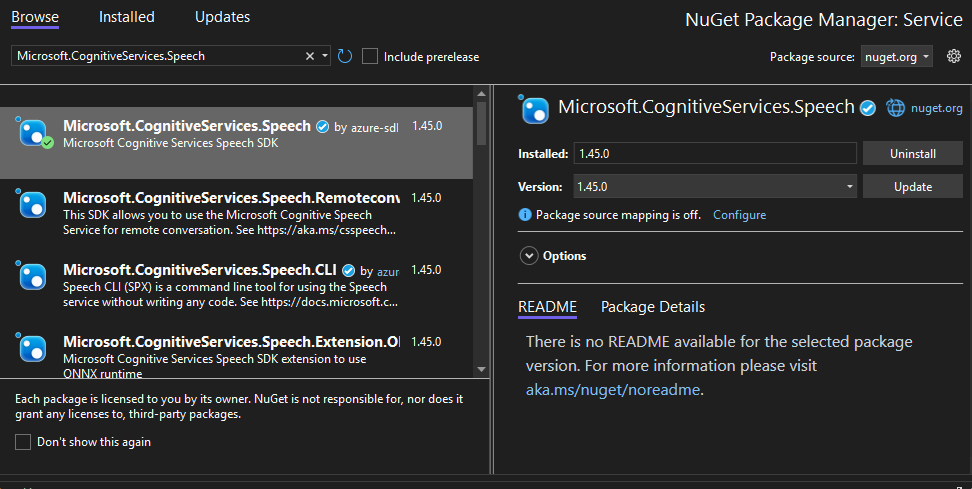 Browse
Installed
Updates
NuGet Package Manager: Service
Microsoft.CognitiveServices.Speech
Include prerelease
Package source: nuget.org
Microsoft.CognitiveServices.Speech by azure-sdl 1.45.0
Microsoft Cognitive Services Speech SDK
Microsoft.CognitiveServices.Speech.Remoteconv 1.45.0
This SDK allows you to use the Microsoft Cognitive Speech
Service for remote conversation. See https://aka.ms/csspeech...
Microsoft.CognitiveServices.Speech.CLI by azur 1.45.0
Speech CLI (SPX) is a command line tool for using the Speech
service without writing any code. See https://docs.microsoft.c...
Microsoft.CognitiveServices.Speech.Extension.O 1.45.0
Microsoft Cognitive Services Speech SDK extension to use
ONNX runtime
Each package is licensed to you by its owner. NuGet is not responsible for, nor does it
grant any licenses to, third-party packages.
Don't show this again
Microsoft.CognitiveServices.Speech nuget.org
Installed: 1.45.0 Uninstall
Version: 1.45.0 Update
Package source mapping is off. Configure
Options
README
Package Details
There is no README available for the selected package
version. For more information please visit
aka.ms/nuget/noreadme.